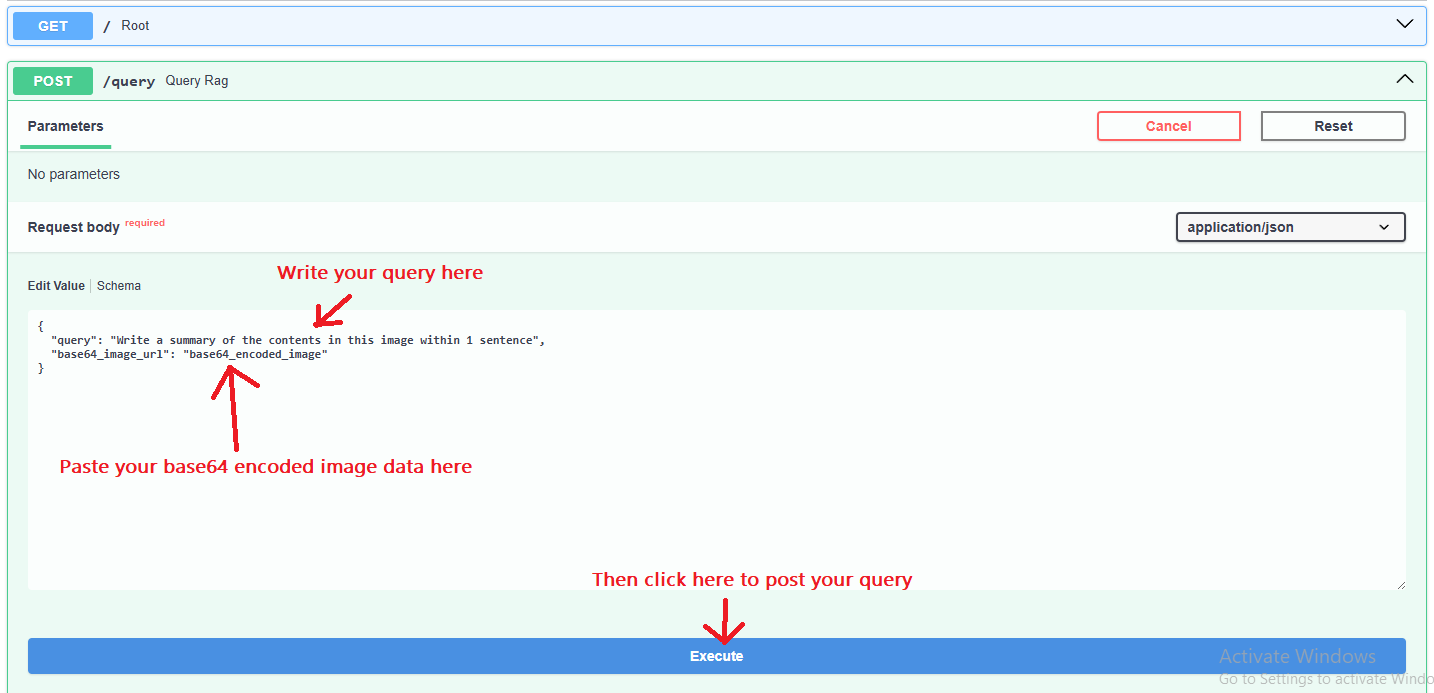 GET / Root
POST /query Query Rag
Parameters Cancel Reset
No parameters
Request body required application/json
Write your query here
Edit Value Schema
{
"query": "Write a summary of the contents in this image within 1 sentence",
"base64_image_url": "base64_encoded_image"
}
Paste your base64 encoded image data here
Then click here to post your query
Execute
Activate Windows
Go to Settings to activate Windo